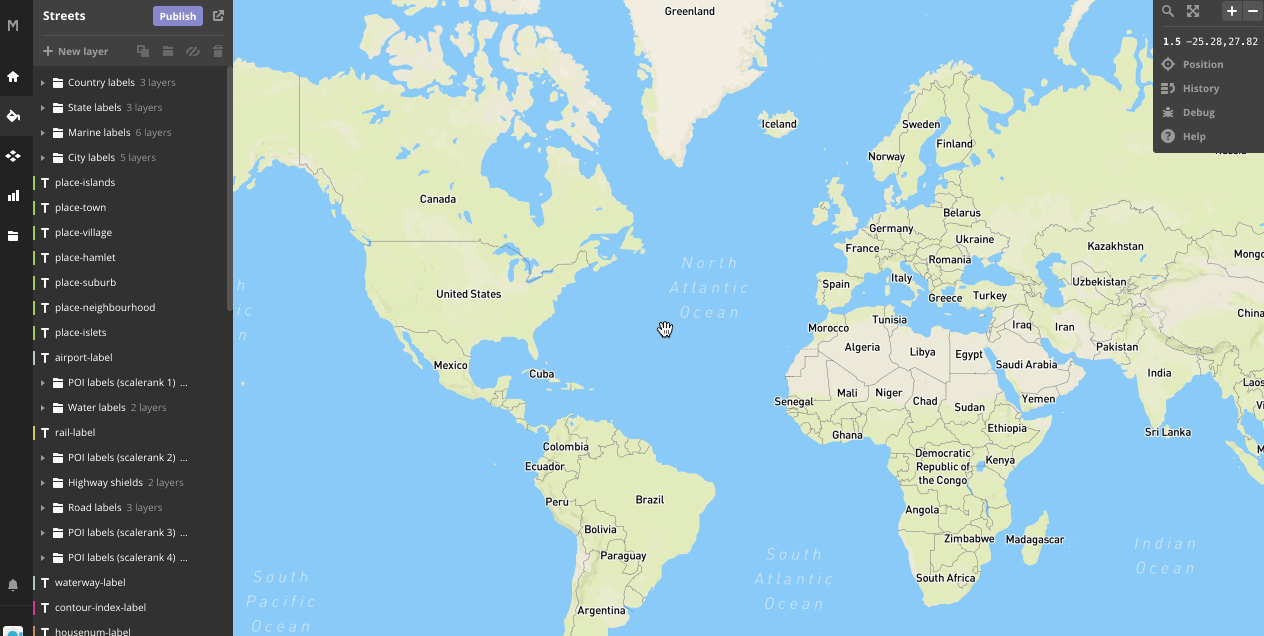 M
Streets
Publish
New layer
Country labels 3 layers
State labels 3 layers
Marine labels 6 layers
City labels 5 layers
T place-islands
T place-town
T place-village
T place-hamlet
T place-suburb
T place-neighbourhood
T place-islets
T airport-label
POI labels (scalerank 1) ...
Water labels 2 layers
T rail-label
POI labels (scalerank 2) ...
Highway shields 2 layers
Road labels 3 layers
POI labels (scalerank 3) ...
POI labels (scalerank 4) ...
T waterway-label
T contour-index-label
T housenum-label
1.5 -25.28,27.82
Position
History
Debug
Help
Greenland
Iceland
Sweden
Finland
Norway
Canada
Belarus
Germany
Ukraine
France
Romania
Kazakhstan
Mongo
North
Atlantic
Ocean
Italy
Spain
Uzbekistan
Greece
Turkey
United States
China
Tunisia
Morocco
Iraq
Iran
Algeria
Libya
Egypt
Pakistan
Saudi Arabia
Mexico
Cuba
India
Laos
Mali
Niger
Chad
Sudan
Yemen
Senegal
Ghana
Ethiopia
Sri Lanka
Colombia
Ecuador
Democratic
Republic of
the Congo
Kenya
Peru
Brazil
Angola
Bolivia
Zimbabwe
Madagascar
Paraguay
South
Atlantic
Ocean
Indian
Ocean
South Africa
South
Pacific
Ocean
Argentina